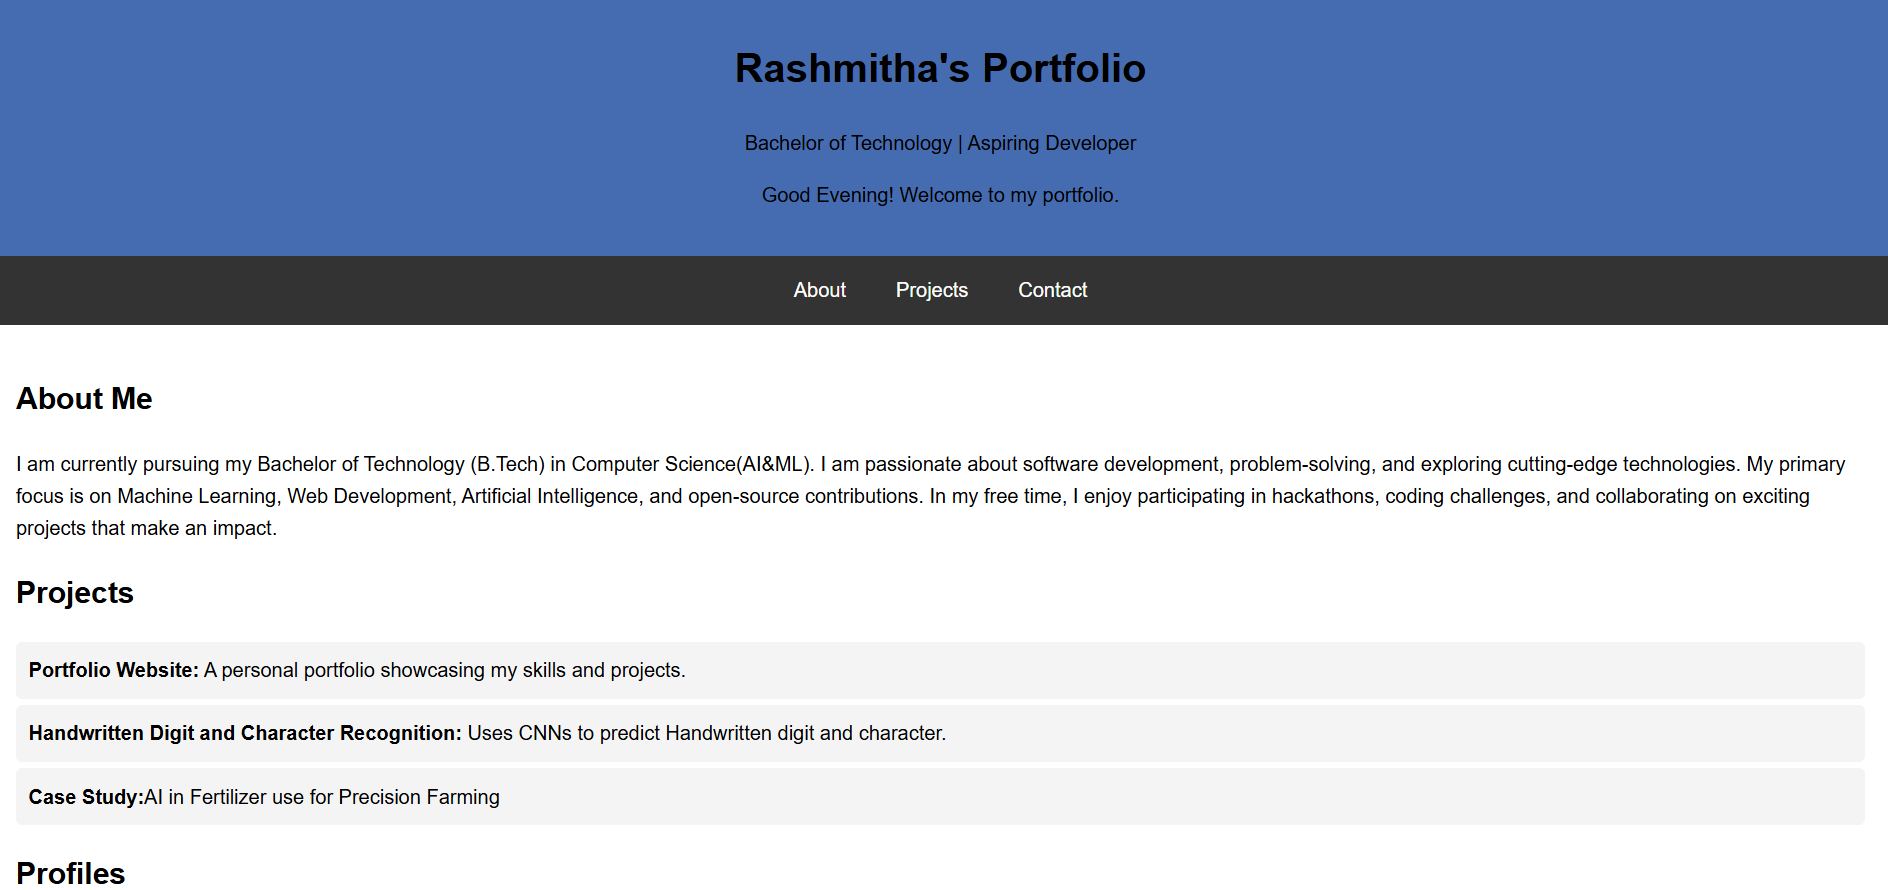 Rashmitha's Portfolio
Bachelor of Technology | Aspiring Developer
Good Evening! Welcome to my portfolio.
About Projects Contact
About Me
I am currently pursuing my Bachelor of Technology (B.Tech) in Computer Science(AI&ML). I am passionate about software development, problem-solving, and exploring cutting-edge technologies. My primary
focus is on Machine Learning, Web Development, Artificial Intelligence, and open-source contributions. In my free time, I enjoy participating in hackathons, coding challenges, and collaborating on exciting
projects that make an impact.
Projects
Portfolio Website: A personal portfolio showcasing my skills and projects.
Handwritten Digit and Character Recognition: Uses CNNs to predict Handwritten digit and character.
Case Study:AI in Fertilizer use for Precision Farming
Profiles